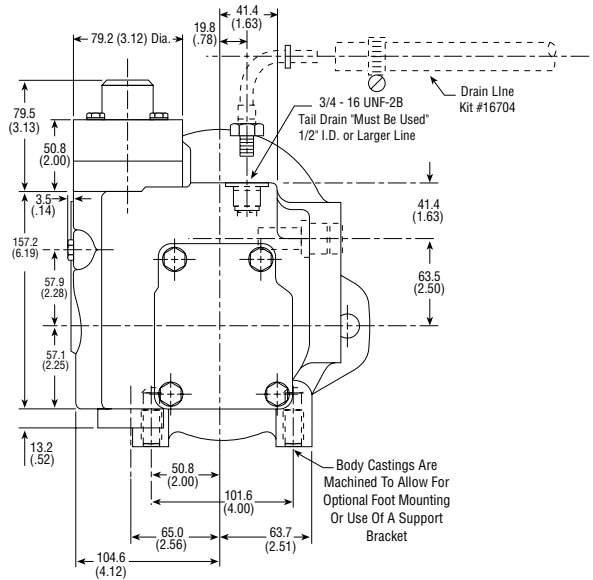 41.4
(1.63)
19.8
(.78)
79.2 (3.12) Dia.
Drain LIne
Kit #16704
3/4 - 16 UNF-2B
Tail Drain "Must Be Used"
1/2" I.D. or Larger Line
79.5
(3.13)
50.8
(2.00)
3.5
(.14)
41.4
(1.63)
157.2
(6.19)
63.5
(2.50)
57.9
(2.28)
57.1
(2.25)
13.2
(.52)
50.8
(2.00)
101.6
(4.00)
Body Castings Are
Machined To Allow For
Optional Foot Mounting
Or Use Of A Support
Bracket
65.0
(2.56)
63.7
(2.51)
104.6
(4.12)